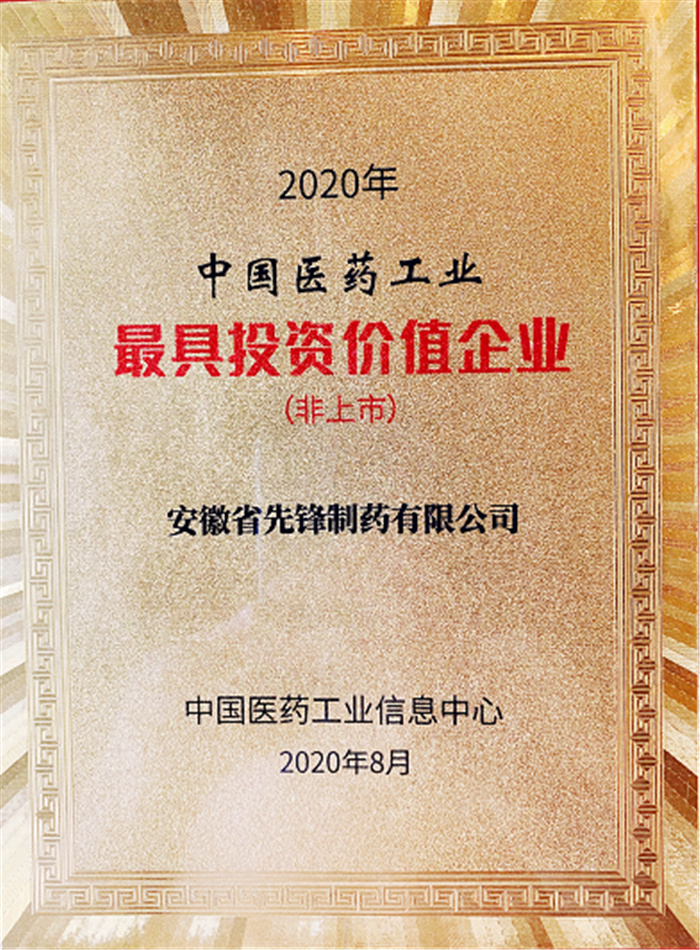 2020年
中国医药工业
最具投资价值企业
(非上市)
安徽省先锋制药有限公司
中国医药工业信息中心
2020年8月